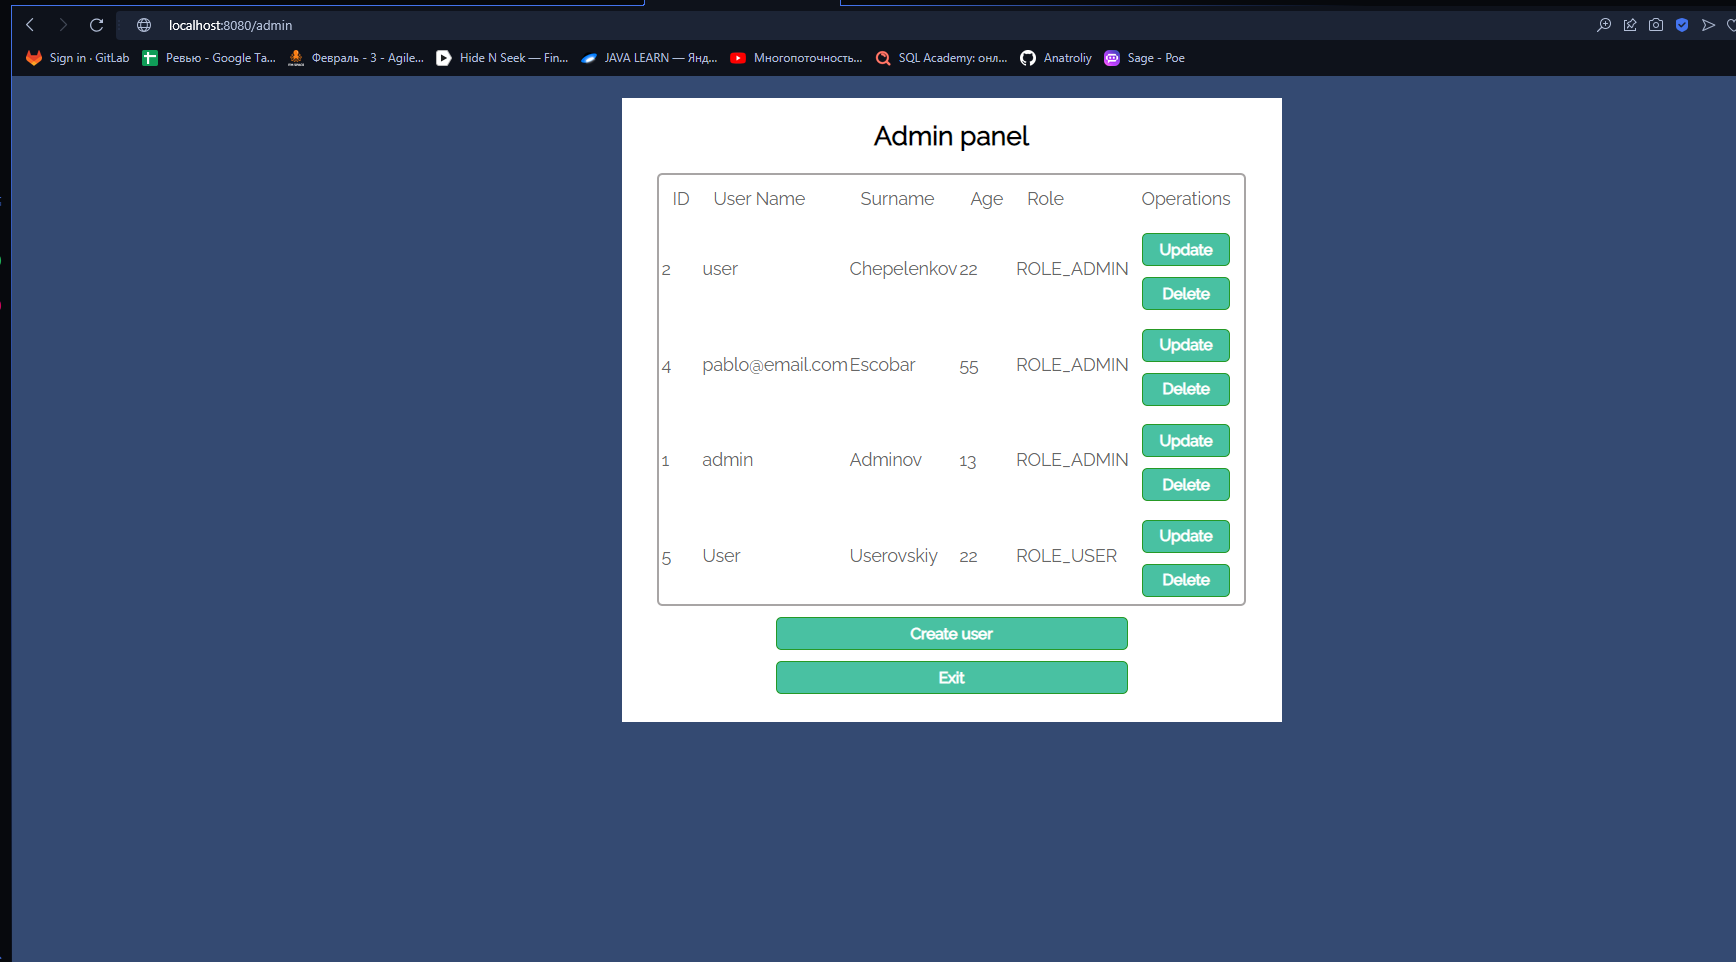 localhost:8080/admin
Sign in · GitLab Ревью - Google Ta... Февраль - 3 - Agile... Hide N Seek — Fin... JAVA LEARN — Янд... Многопоточность... SQL Academy: онл... Anatroliy Sage - Poe
Admin panel
ID User Name Surname Age Role Operations
2 user Chepelenkov 22 ROLE_ADMIN Update
Delete
4 pablo@email.com Escobar 55 ROLE_ADMIN Update
Delete
1 admin Adminov 13 ROLE_ADMIN Update
Delete
5 User Userovskiy 22 ROLE_USER Update
Delete
Create user
Exit